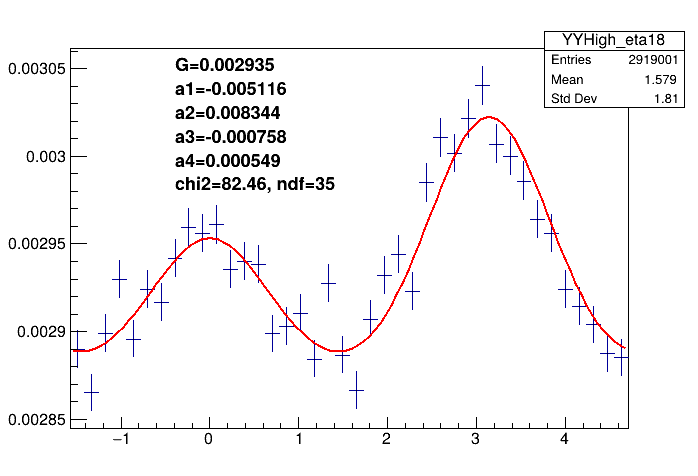 YYHigh_eta18
Entries 2919001
Mean 1.579
Std Dev 1.81
G=0.002935
a1=-0.005116
a2=0.008344
a3=-0.000758
a4=0.000549
chi2=82.46, ndf=35
0.00305
0.003
0.00295
0.0029
0.00285
−1 0 1 2 3 4